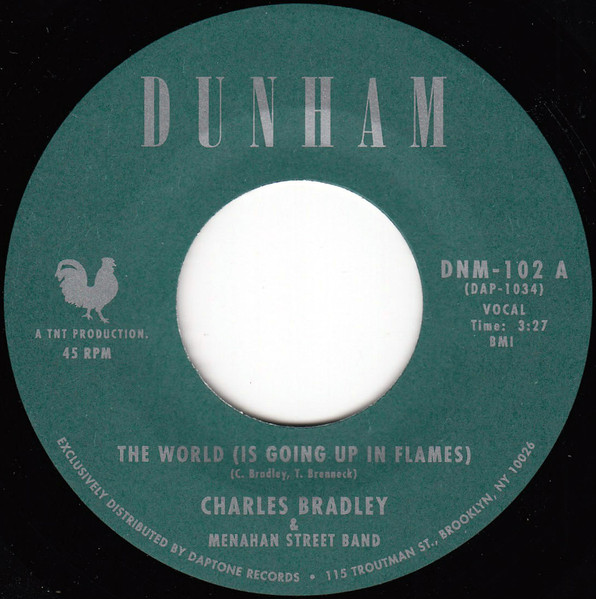 DUNHAM
DNM-102 A
(DAP-1034)
VOCAL
Time: 3:27
BMI
A TNT PRODUCTION.
45 RPM
THE WORLD (IS GOING UP IN FLAMES)
(C. Bradley, T. Brenneck)
CHARLES BRADLEY
&
MENAHAN STREET BAND
EXCLUSIVELY DISTRIBUTED BY DAPTONE RECORDS • 115 TROUTMAN ST., BROOKLYN, NY 10026